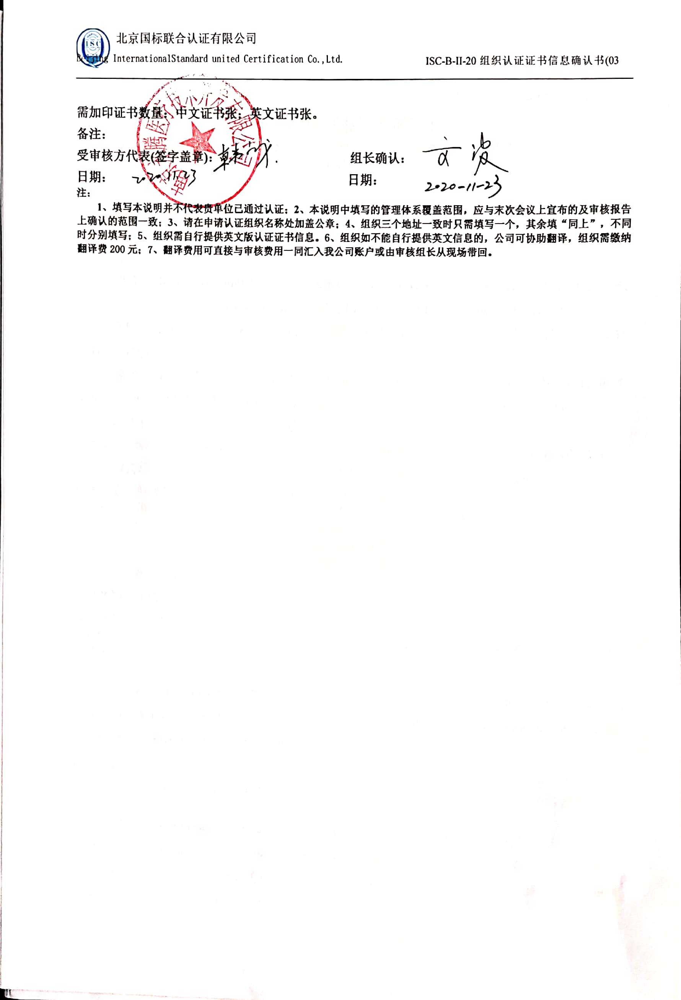 ISC
北京国标联合认证有限公司
Beijing InternationalStandard united Certification Co.,Ltd.
ISC-B-II-20 组织认证证书信息确认书(03
需加印证书数量：中文证书张；英文证书张。
备注：
受审核方代表(签字盖章)：
组长确认：
日期： 2020.11.23
日期： 2020-11-23
注：
1、填写本说明并不代表贵单位已通过认证；2、本说明中填写的管理体系覆盖范围，应与末次会议上宣布的及审核报告
上确认的范围一致；3、请在申请认证组织名称处加盖公章；4、组织三个地址一致时只需填写一个，其余填“同上”，不同
时分别填写；5、组织需自行提供英文版认证证书信息。6、组织如不能自行提供英文信息的，公司可协助翻译，组织需缴纳
翻译费 200 元；7、翻译费用可直接与审核费用一同汇入我公司账户或由审核组长从现场带回。